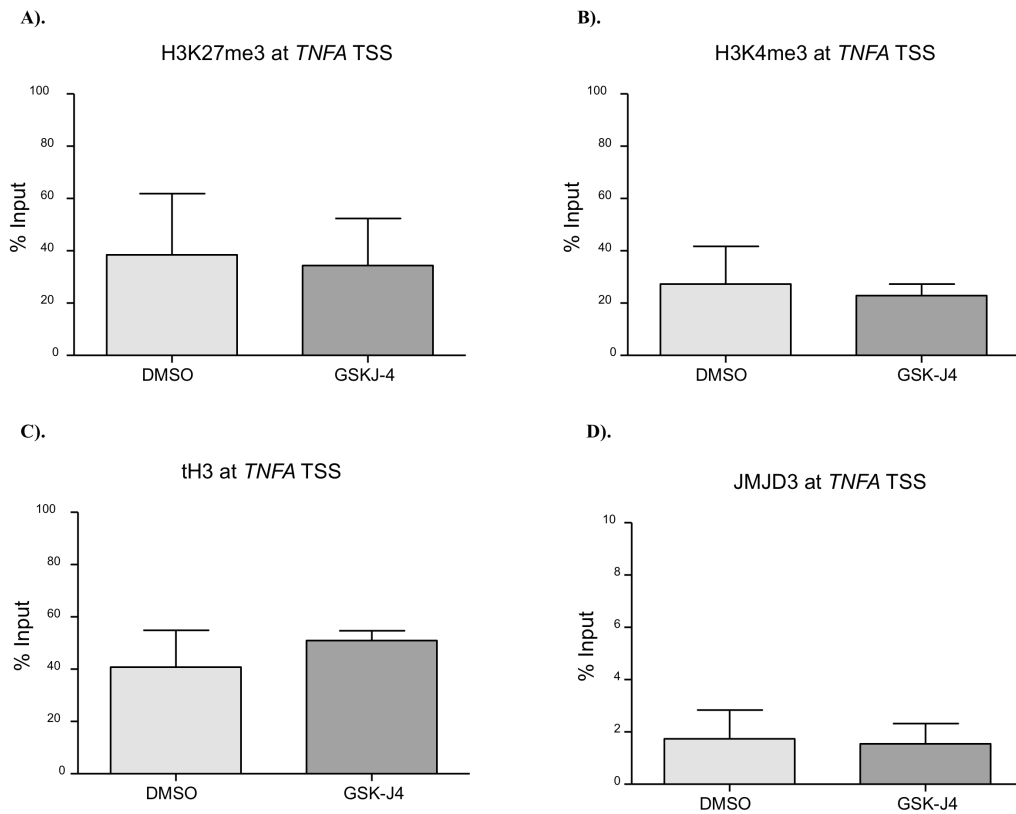 A).
H3K27me3 at TNFA TSS
100
80
60
40
20
0
% Input
DMSO
GSKJ-4
B).
H3K4me3 at TNFA TSS
100
80
60
40
20
0
% Input
DMSO
GSK-J4
C).
tH3 at TNFA TSS
100
80
60
40
20
0
% Input
DMSO
GSK-J4
D).
JMJD3 at TNFA TSS
10
8
6
4
2
0
% Input
DMSO
GSK-J4